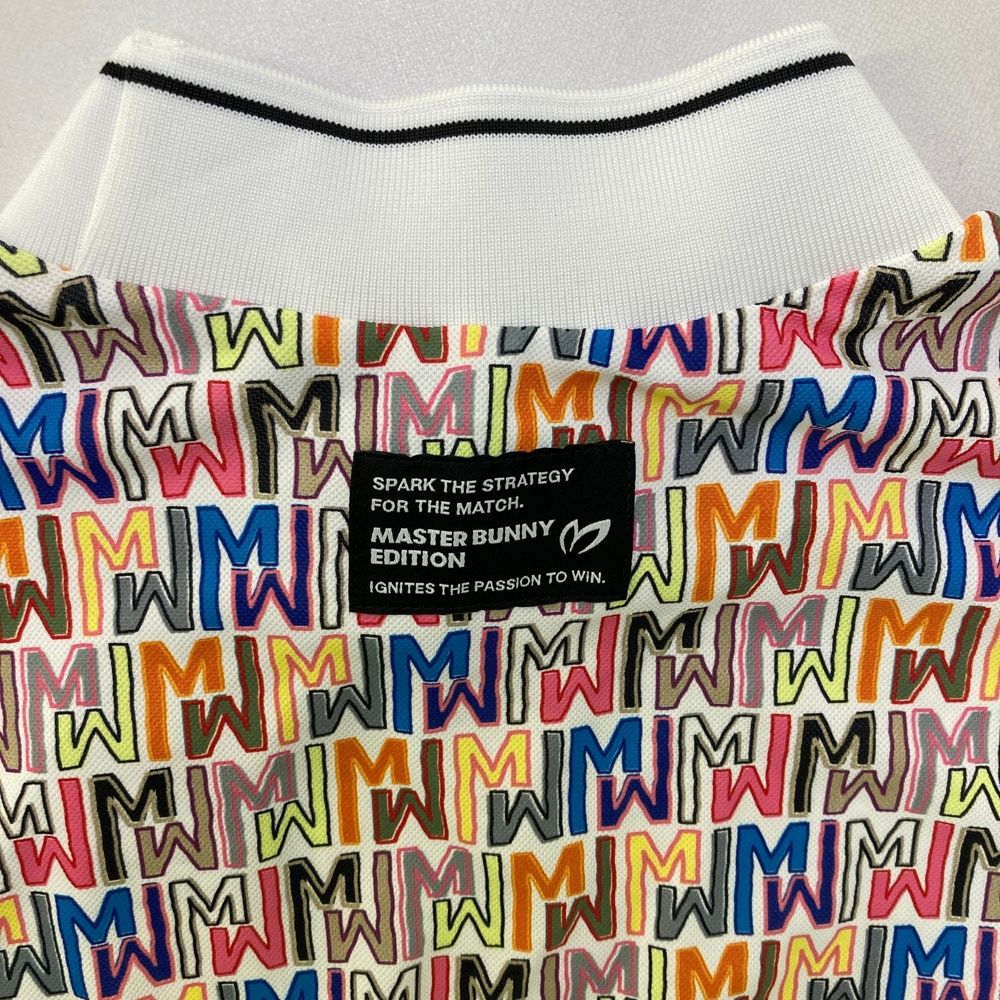 SPARK THE STRATEGY
FOR THE MATCH.
MASTER BUNNY
EDITION
IGNITES THE PASSION TO WIN.